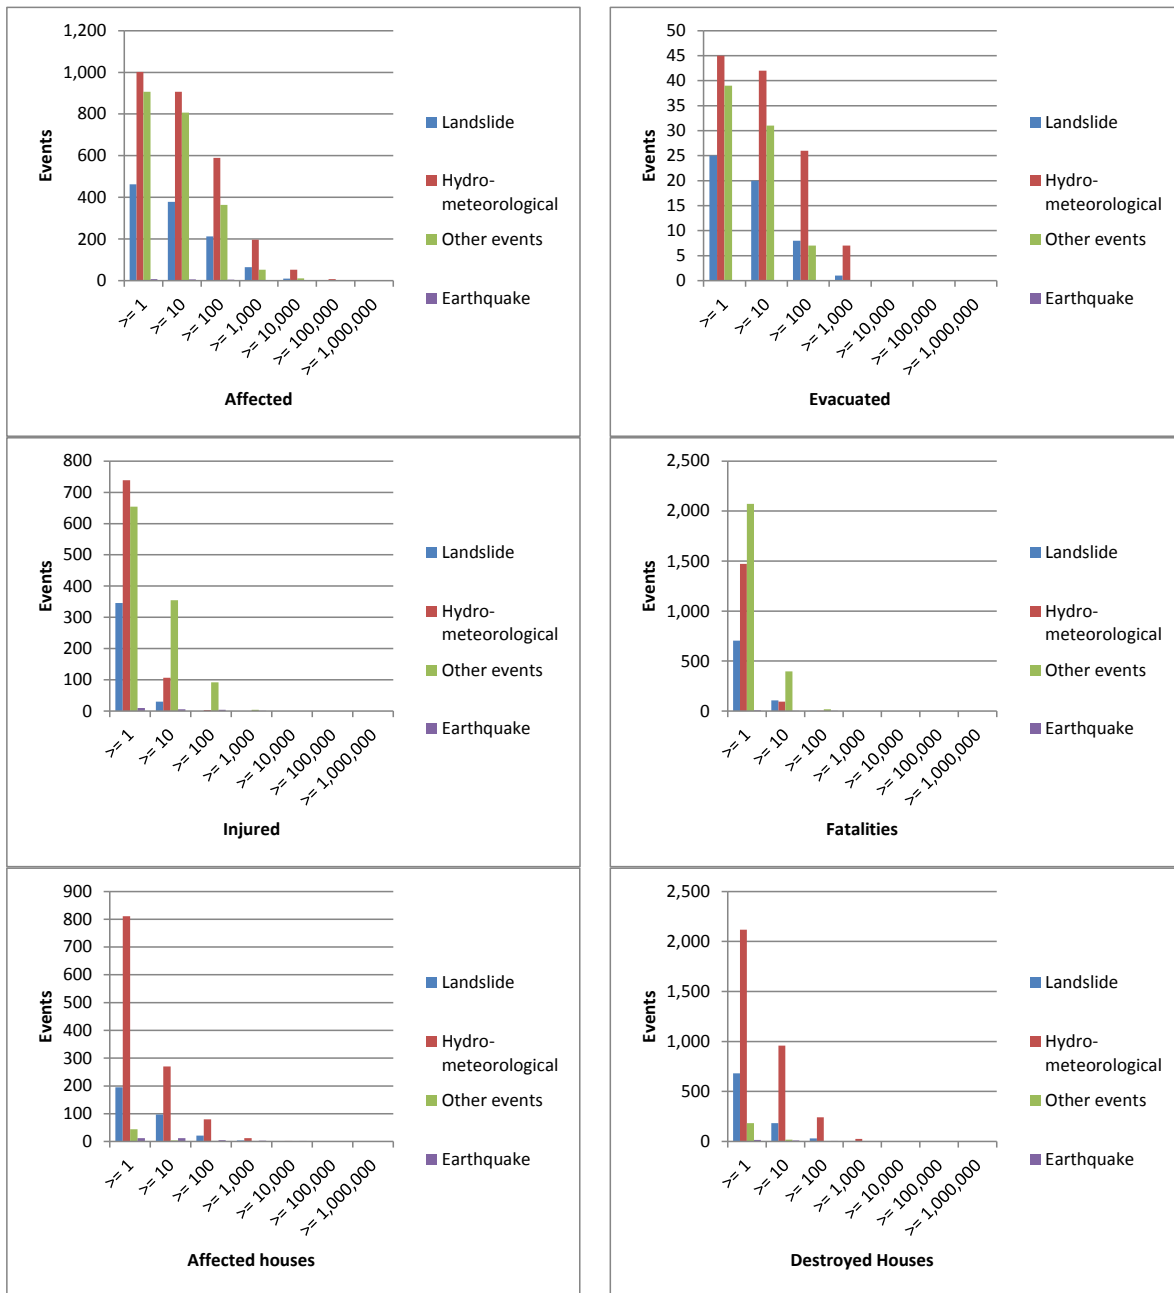 1,200
1,000
800
600
400
200
0
Events
>= 1
>= 10
>= 100
>= 1,000
>= 10,000
>= 100,000
>= 1,000,000
Affected
Landslide
Hydro-
meteorological
Other events
Earthquake
50
45
40
35
30
25
20
15
10
5
0
Events
>= 1
>= 10
>= 100
>= 1,000
>= 10,000
>= 100,000
>= 1,000,000
Evacuated
Landslide
Hydro-
meteorological
Other events
Earthquake
800
700
600
500
400
300
200
100
0
Events
>= 1
>= 10
>= 100
>= 1,000
>= 10,000
>= 100,000
>= 1,000,000
Injured
Landslide
Hydro-
meteorological
Other events
Earthquake
2,500
2,000
1,500
1,000
500
0
Events
>= 1
>= 10
>= 100
>= 1,000
>= 10,000
>= 100,000
>= 1,000,000
Fatalities
Landslide
Hydro-
meteorological
Other events
Earthquake
900
800
700
600
500
400
300
200
100
0
Events
>= 1
>= 10
>= 100
>= 1,000
>= 10,000
>= 100,000
>= 1,000,000
Affected houses
Landslide
Hydro-
meteorological
Other events
Earthquake
2,500
2,000
1,500
1,000
500
0
Events
>= 1
>= 10
>= 100
>= 1,000
>= 10,000
>= 100,000
>= 1,000,000
Destroyed Houses
Landslide
Hydro-
meteorological
Other events
Earthquake